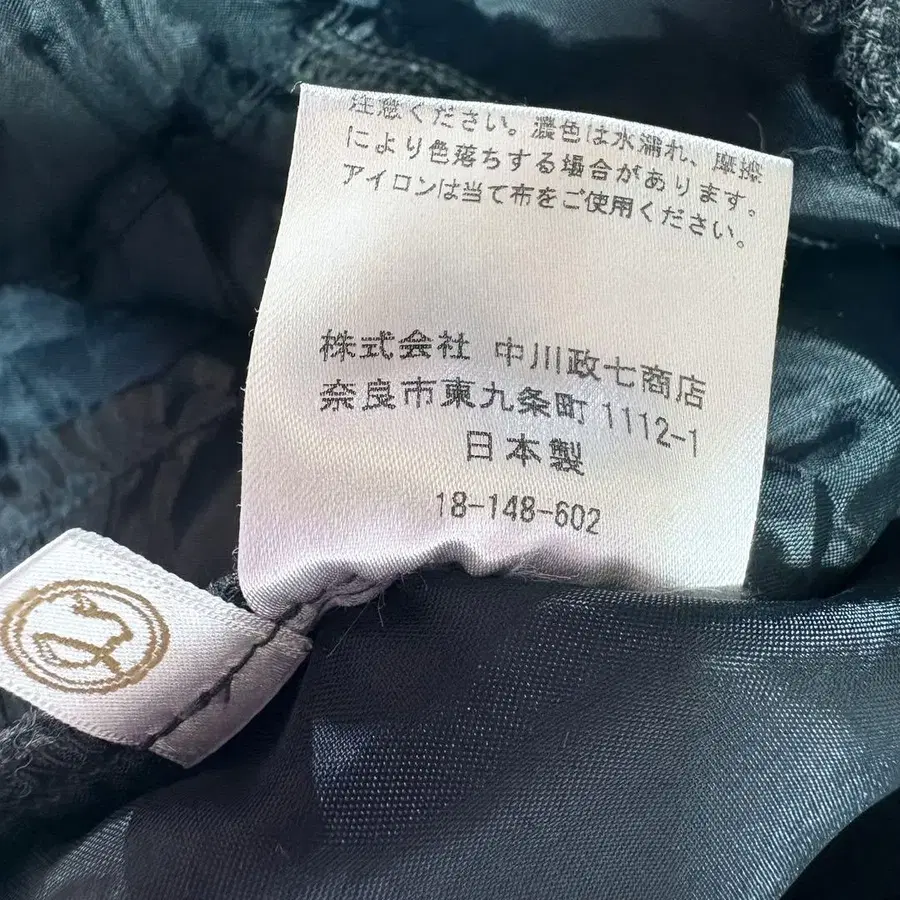 注意ください。濃色は水濡れ、摩擦
により色落ちする場合があります。
アイロンは当て布をご使用ください。
株式会社 中川政七商店
奈良市東九条町 1112-1
日本製
18-148-602